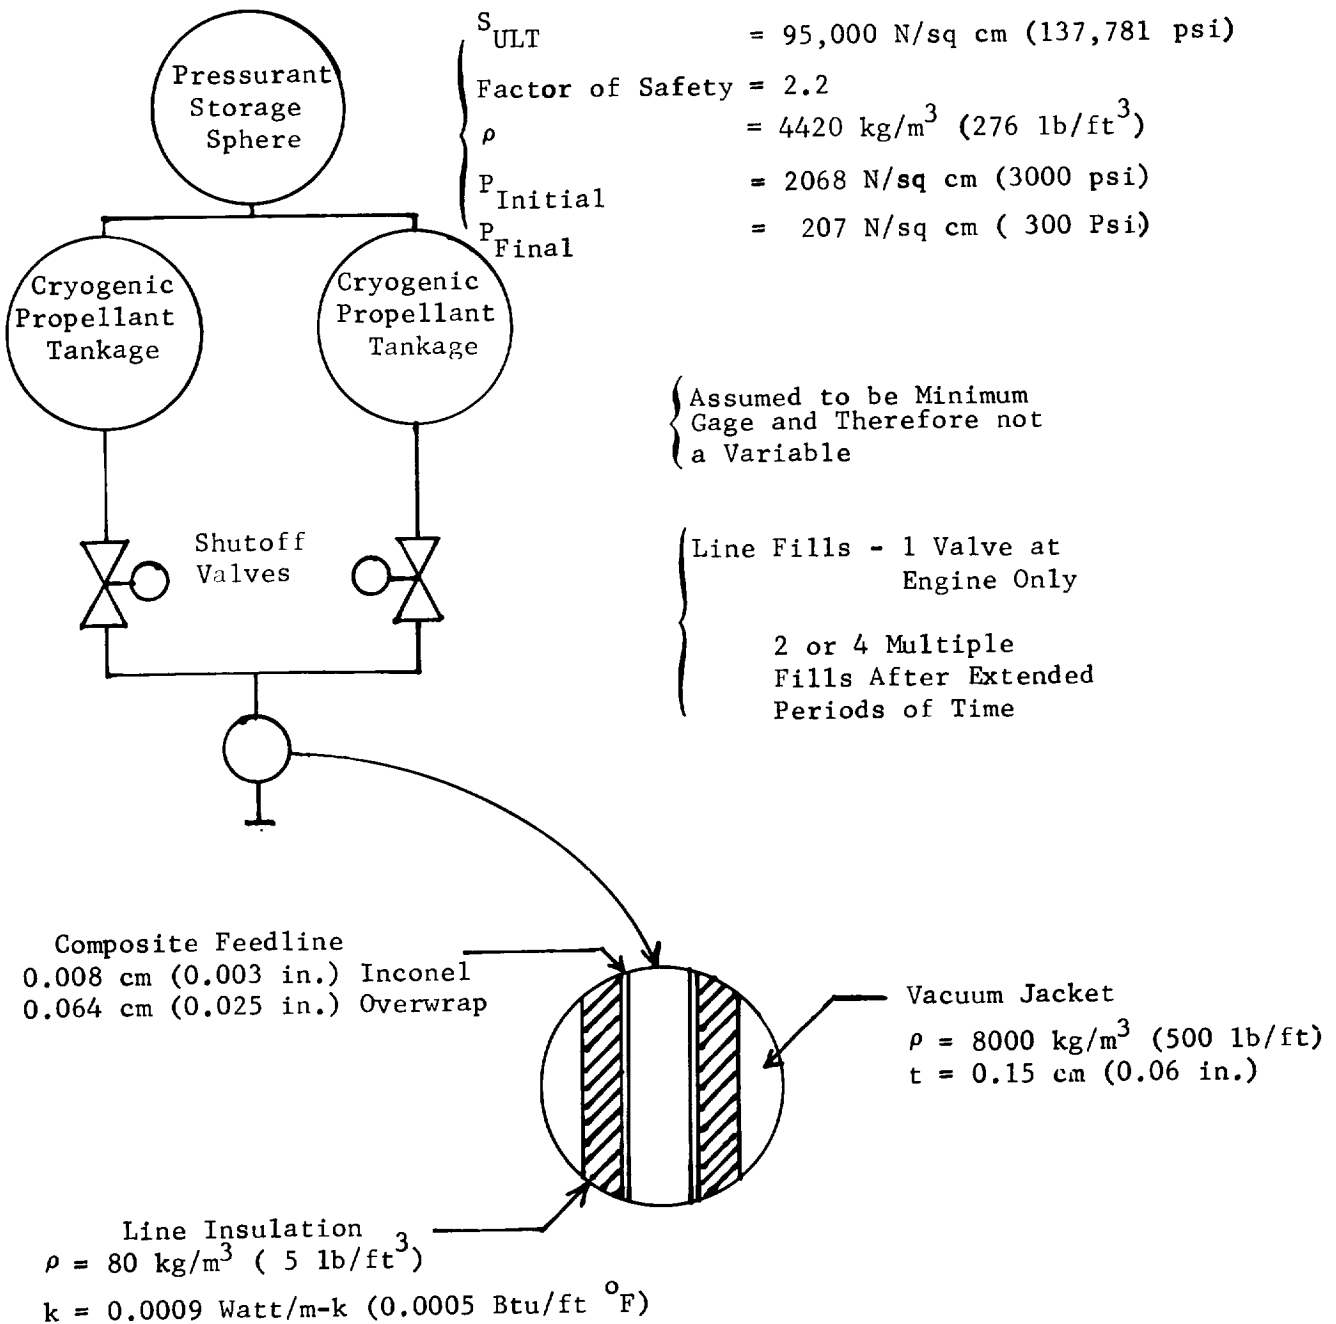 Pressurant
Storage
Sphere
S_ULT = 95,000 N/sq cm (137,781 psi)
Factor of Safety = 2.2
ρ = 4420 kg/m³ (276 lb/ft³)
P_Initial = 2068 N/sq cm (3000 psi)
P_Final = 207 N/sq cm ( 300 Psi)
Cryogenic
Propellant
Tankage
Cryogenic
Propellant
Tankage
Assumed to be Minimum
Gage and Therefore not
a Variable
Shutoff
Valves
Line Fills - 1 Valve at
Engine Only
2 or 4 Multiple
Fills After Extended
Periods of Time
Composite Feedline
0.008 cm (0.003 in.) Inconel
0.064 cm (0.025 in.) Overwrap
Vacuum Jacket
ρ = 8000 kg/m³ (500 lb/ft)
t = 0.15 cm (0.06 in.)
Line Insulation
ρ = 80 kg/m³ ( 5 lb/ft³)
k = 0.0009 Watt/m-k (0.0005 Btu/ft °F)